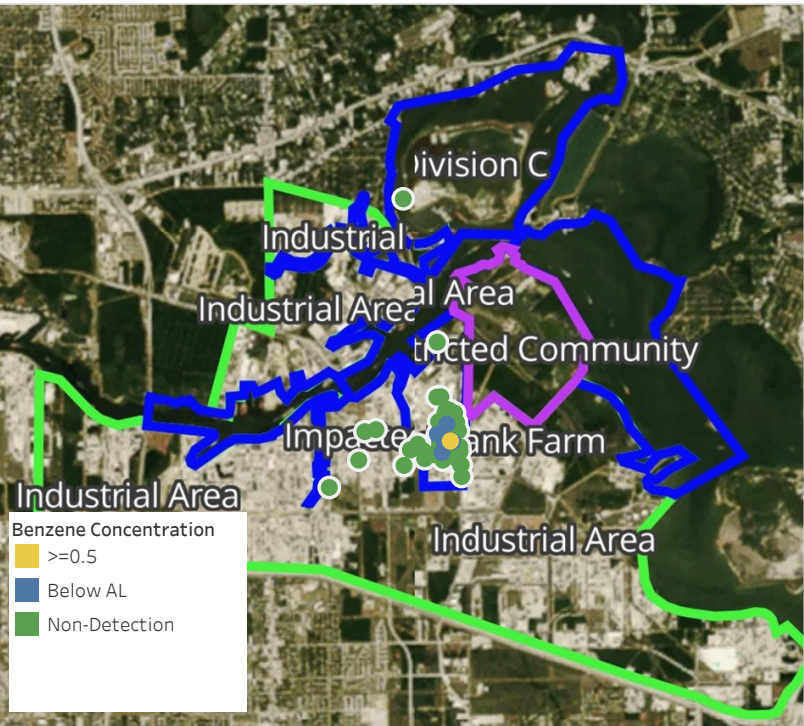 Division C
Industrial
al Area
Industrial Area
tricted Community
Impacte
ank Farm
Industrial Area
Industrial Area
Benzene Concentration
>=0.5
Below AL
Non-Detection